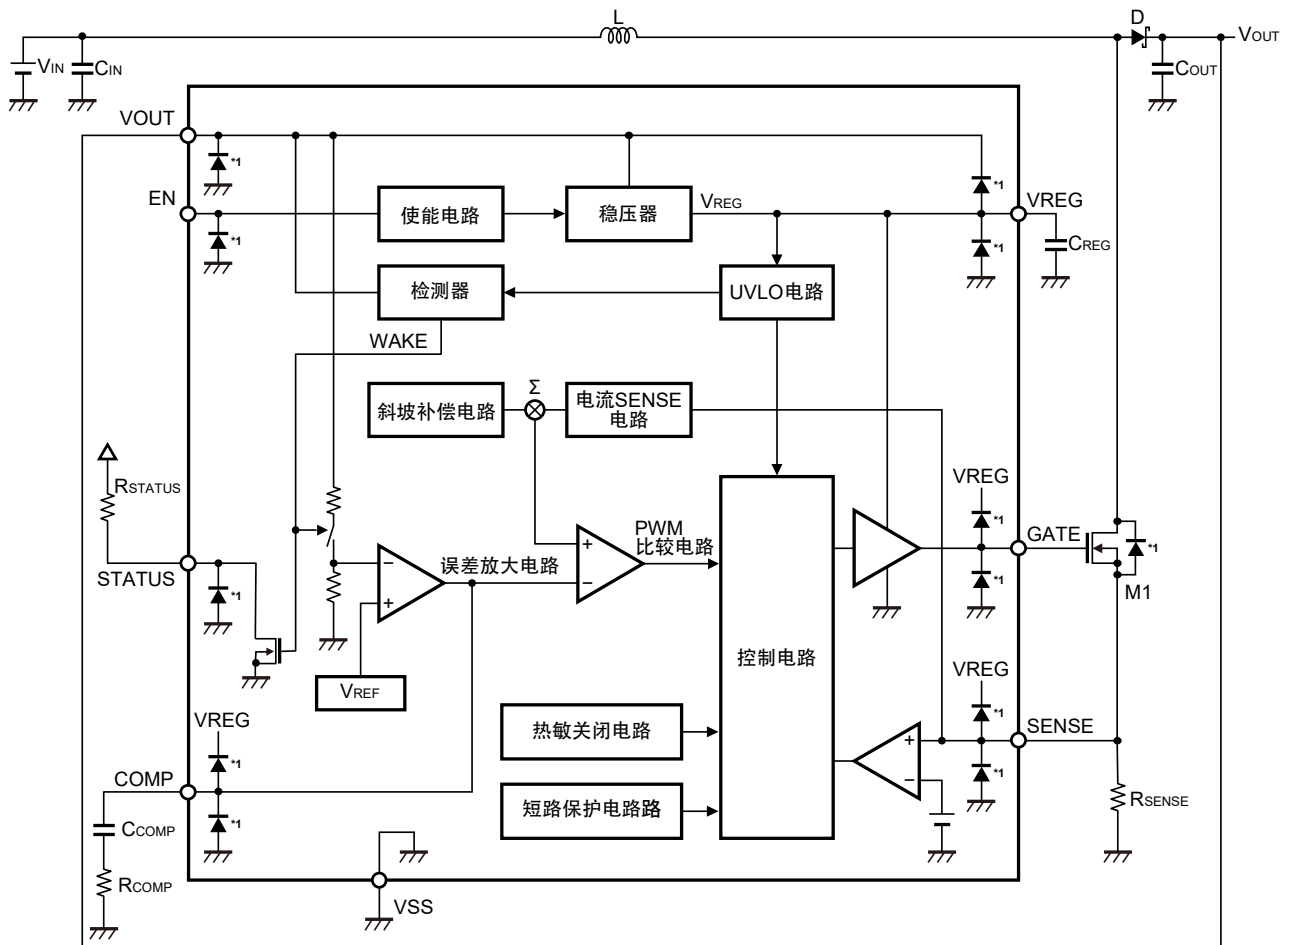 L
D
VOUT
VIN
CIN
COUT
VOUT
*1
*1
EN
使能电路
稳压器
VREG
VREG
*1
*1
CREG
检测器
UVLO电路
WAKE
Σ
斜坡补偿电路
电流SENSE
电路
RSTATUS
VREG
*1
PWM
比较电路
GATE
*1
STATUS
误差放大电路
+
−
−
+
*1
*1
M1
控制电路
VREF
VREG
VREG
*1
SENSE
热敏关闭电路
+
−
*1
*1
COMP
RSENSE
短路保护电路路
CCOMP
*1
RCOMP
VSS